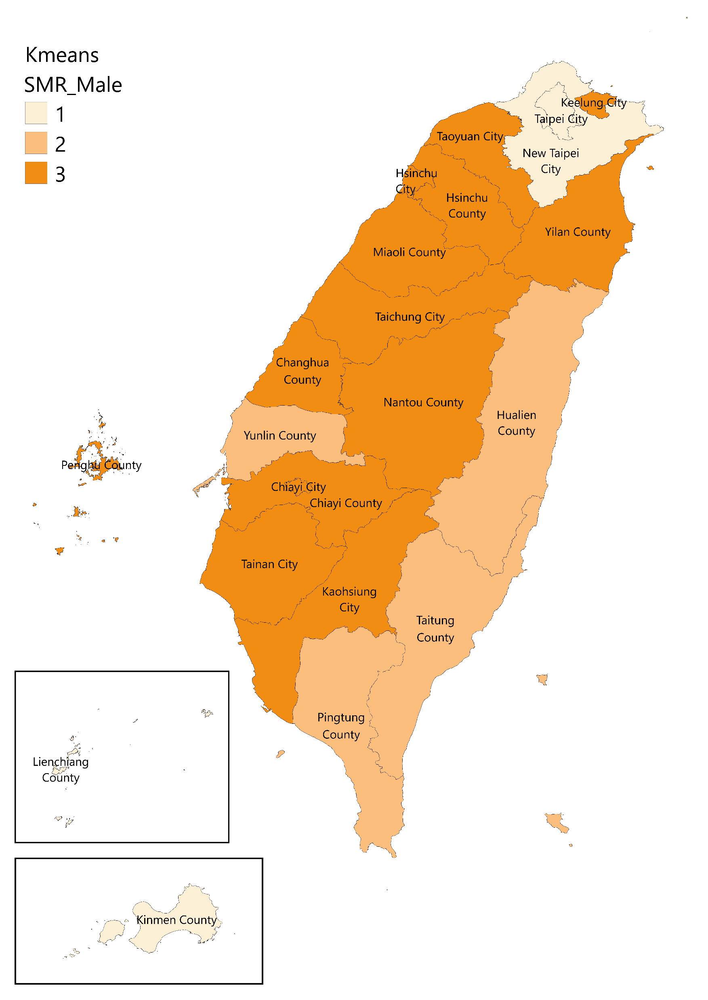 Kmeans
SMR_Male
1
2
3
Keelung City
Taipei City
Taoyuan City
New Taipei
City
Hsinchu
City
Hsinchu
County
Yilan County
Miaoli County
Taichung City
Changhua
County
Nantou County
Hualien
County
Yunlin County
Penghu County
Chiayi City
Chiayi County
Tainan City
Kaohsiung
City
Taitung
County
Pingtung
County
Lienchiang
County
Kinmen County